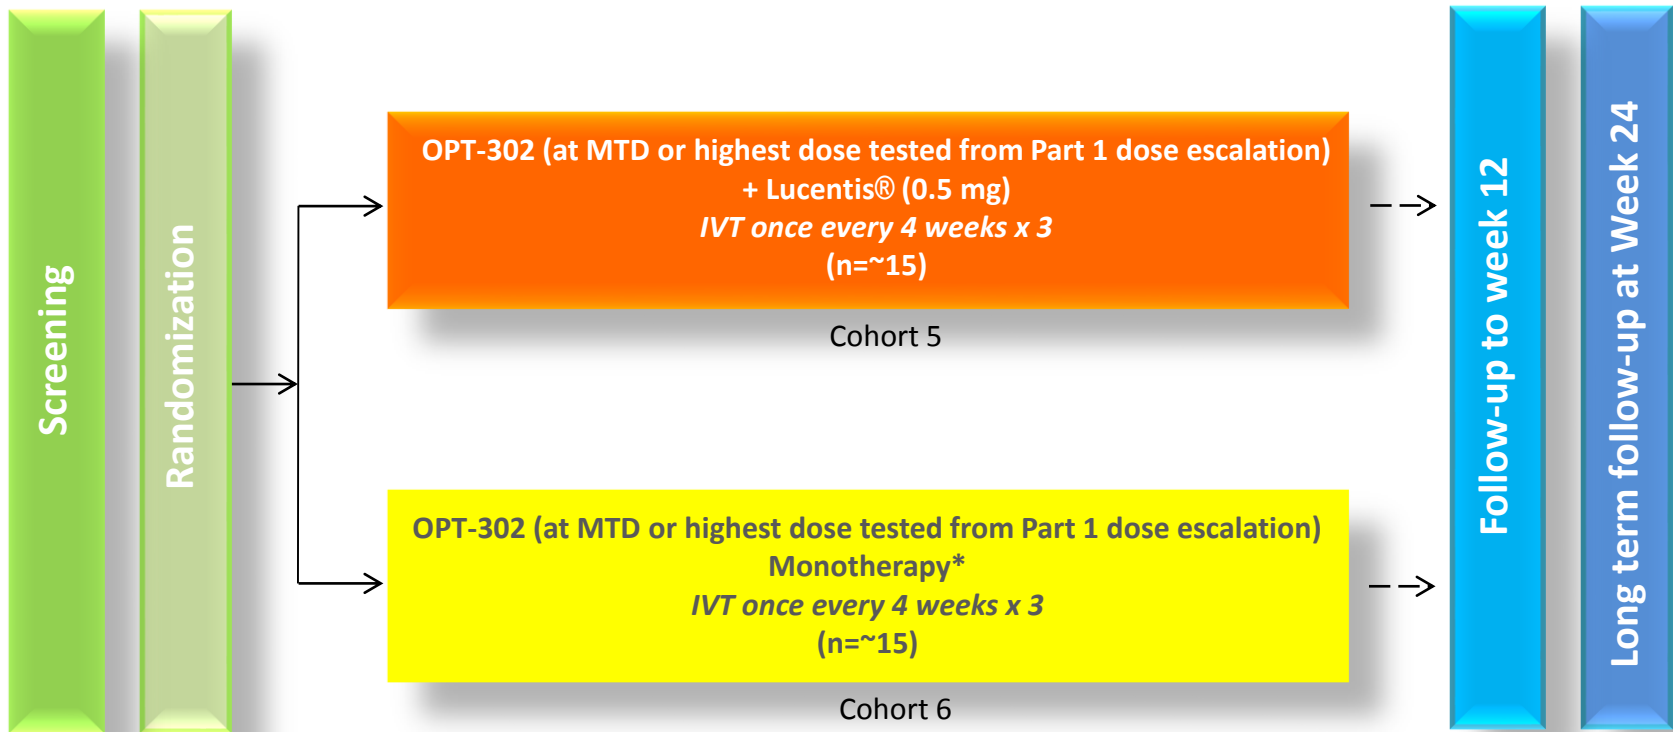 Screening
Randomization
OPT-302 (at MTD or highest dose tested from Part 1 dose escalation)
+ Lucentis® (0.5 mg)
IVT once every 4 weeks x 3
(n=~15)
Cohort 5
OPT-302 (at MTD or highest dose tested from Part 1 dose escalation)
Monotherapy*
IVT once every 4 weeks x 3
(n=~15)
Cohort 6
Follow-up to week 12
Long term follow-up at Week 24